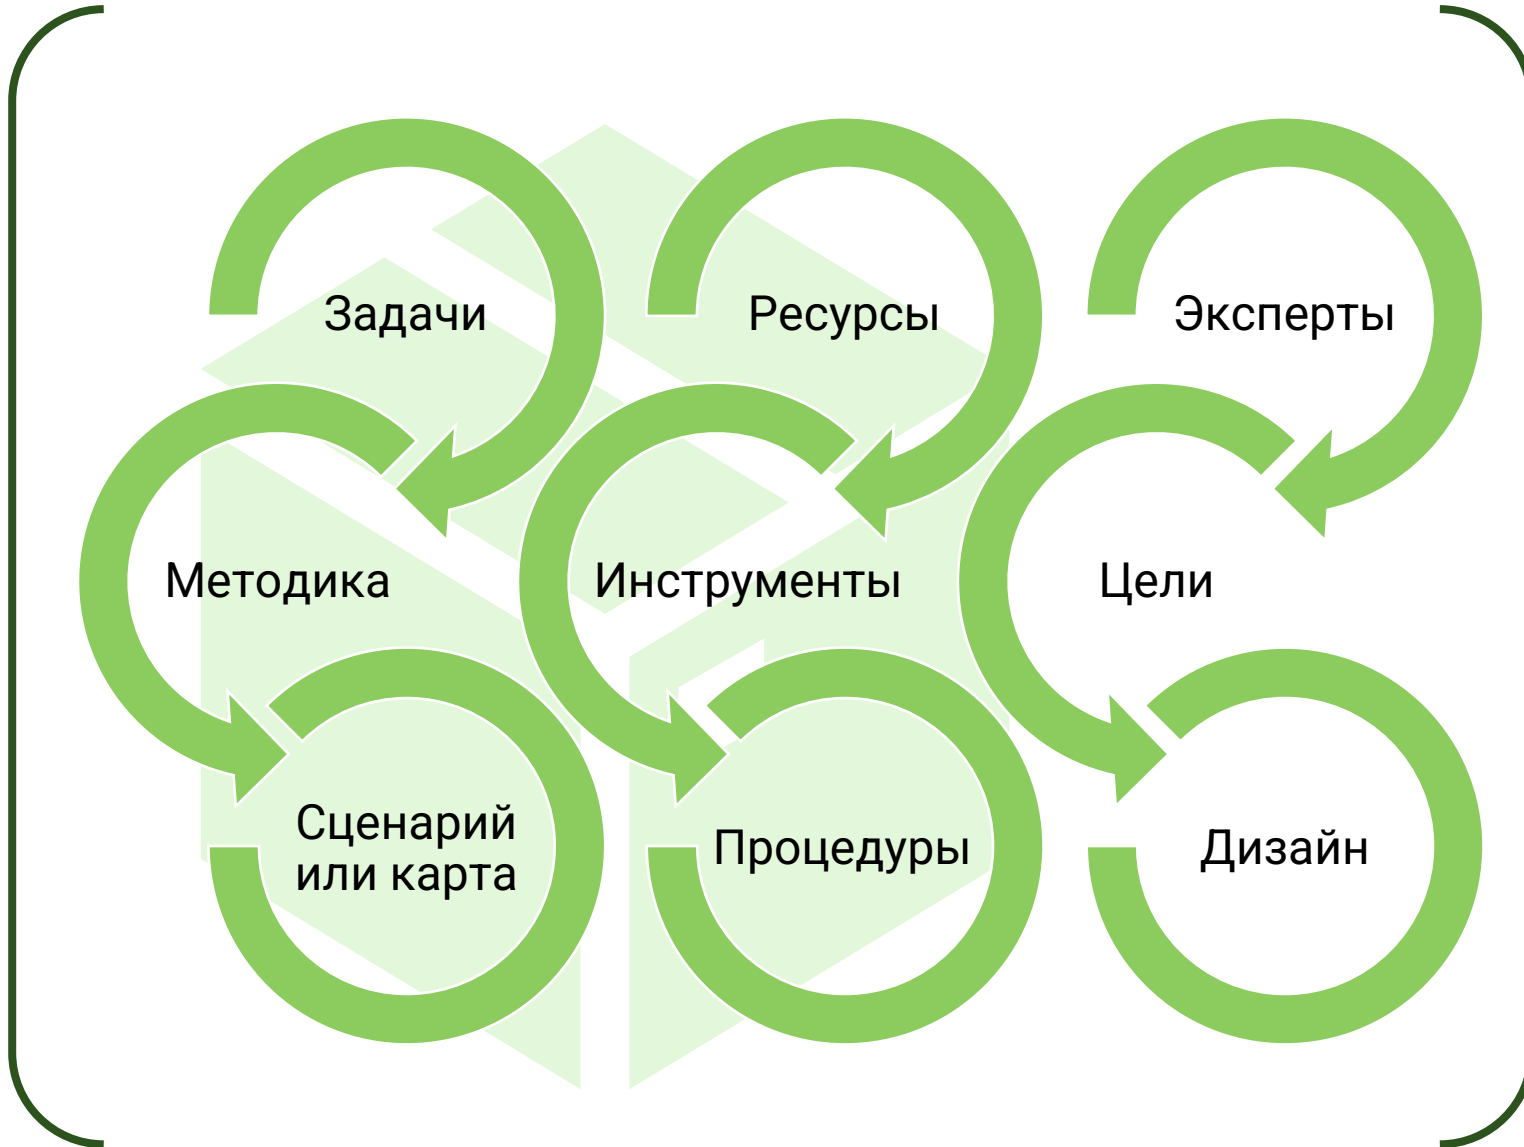 Задачи
Ресурсы
Эксперты
Методика
Инструменты
Цели
Сценарий
или карта
Процедуры
Дизайн